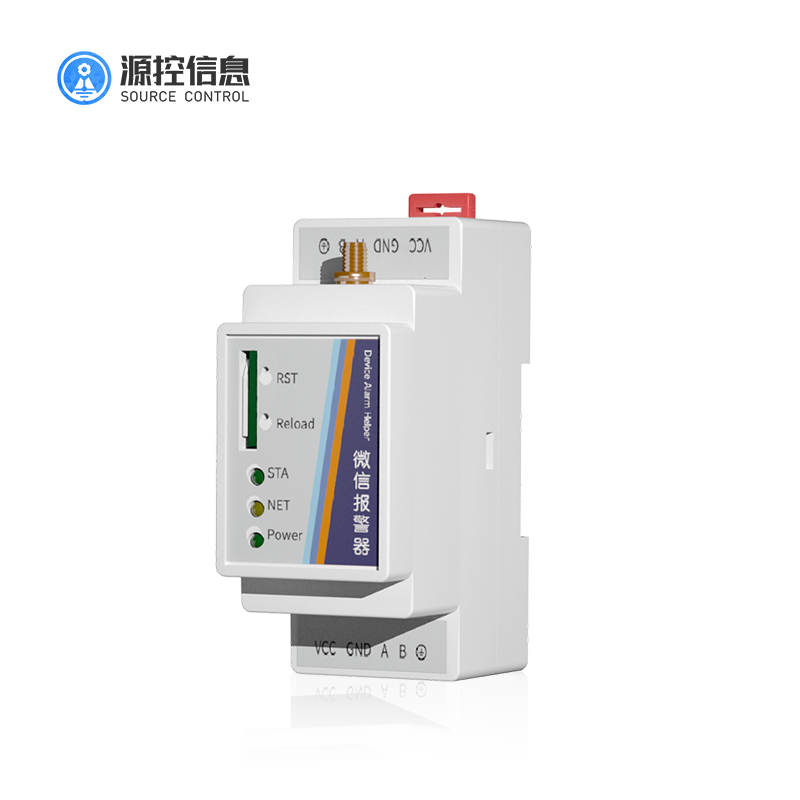 源控信息
SOURCE CONTROL
VCC GND A B
RST
Reload
STA
NET
Power
Device Alarm Helper
微信报警器
VCC GND A B